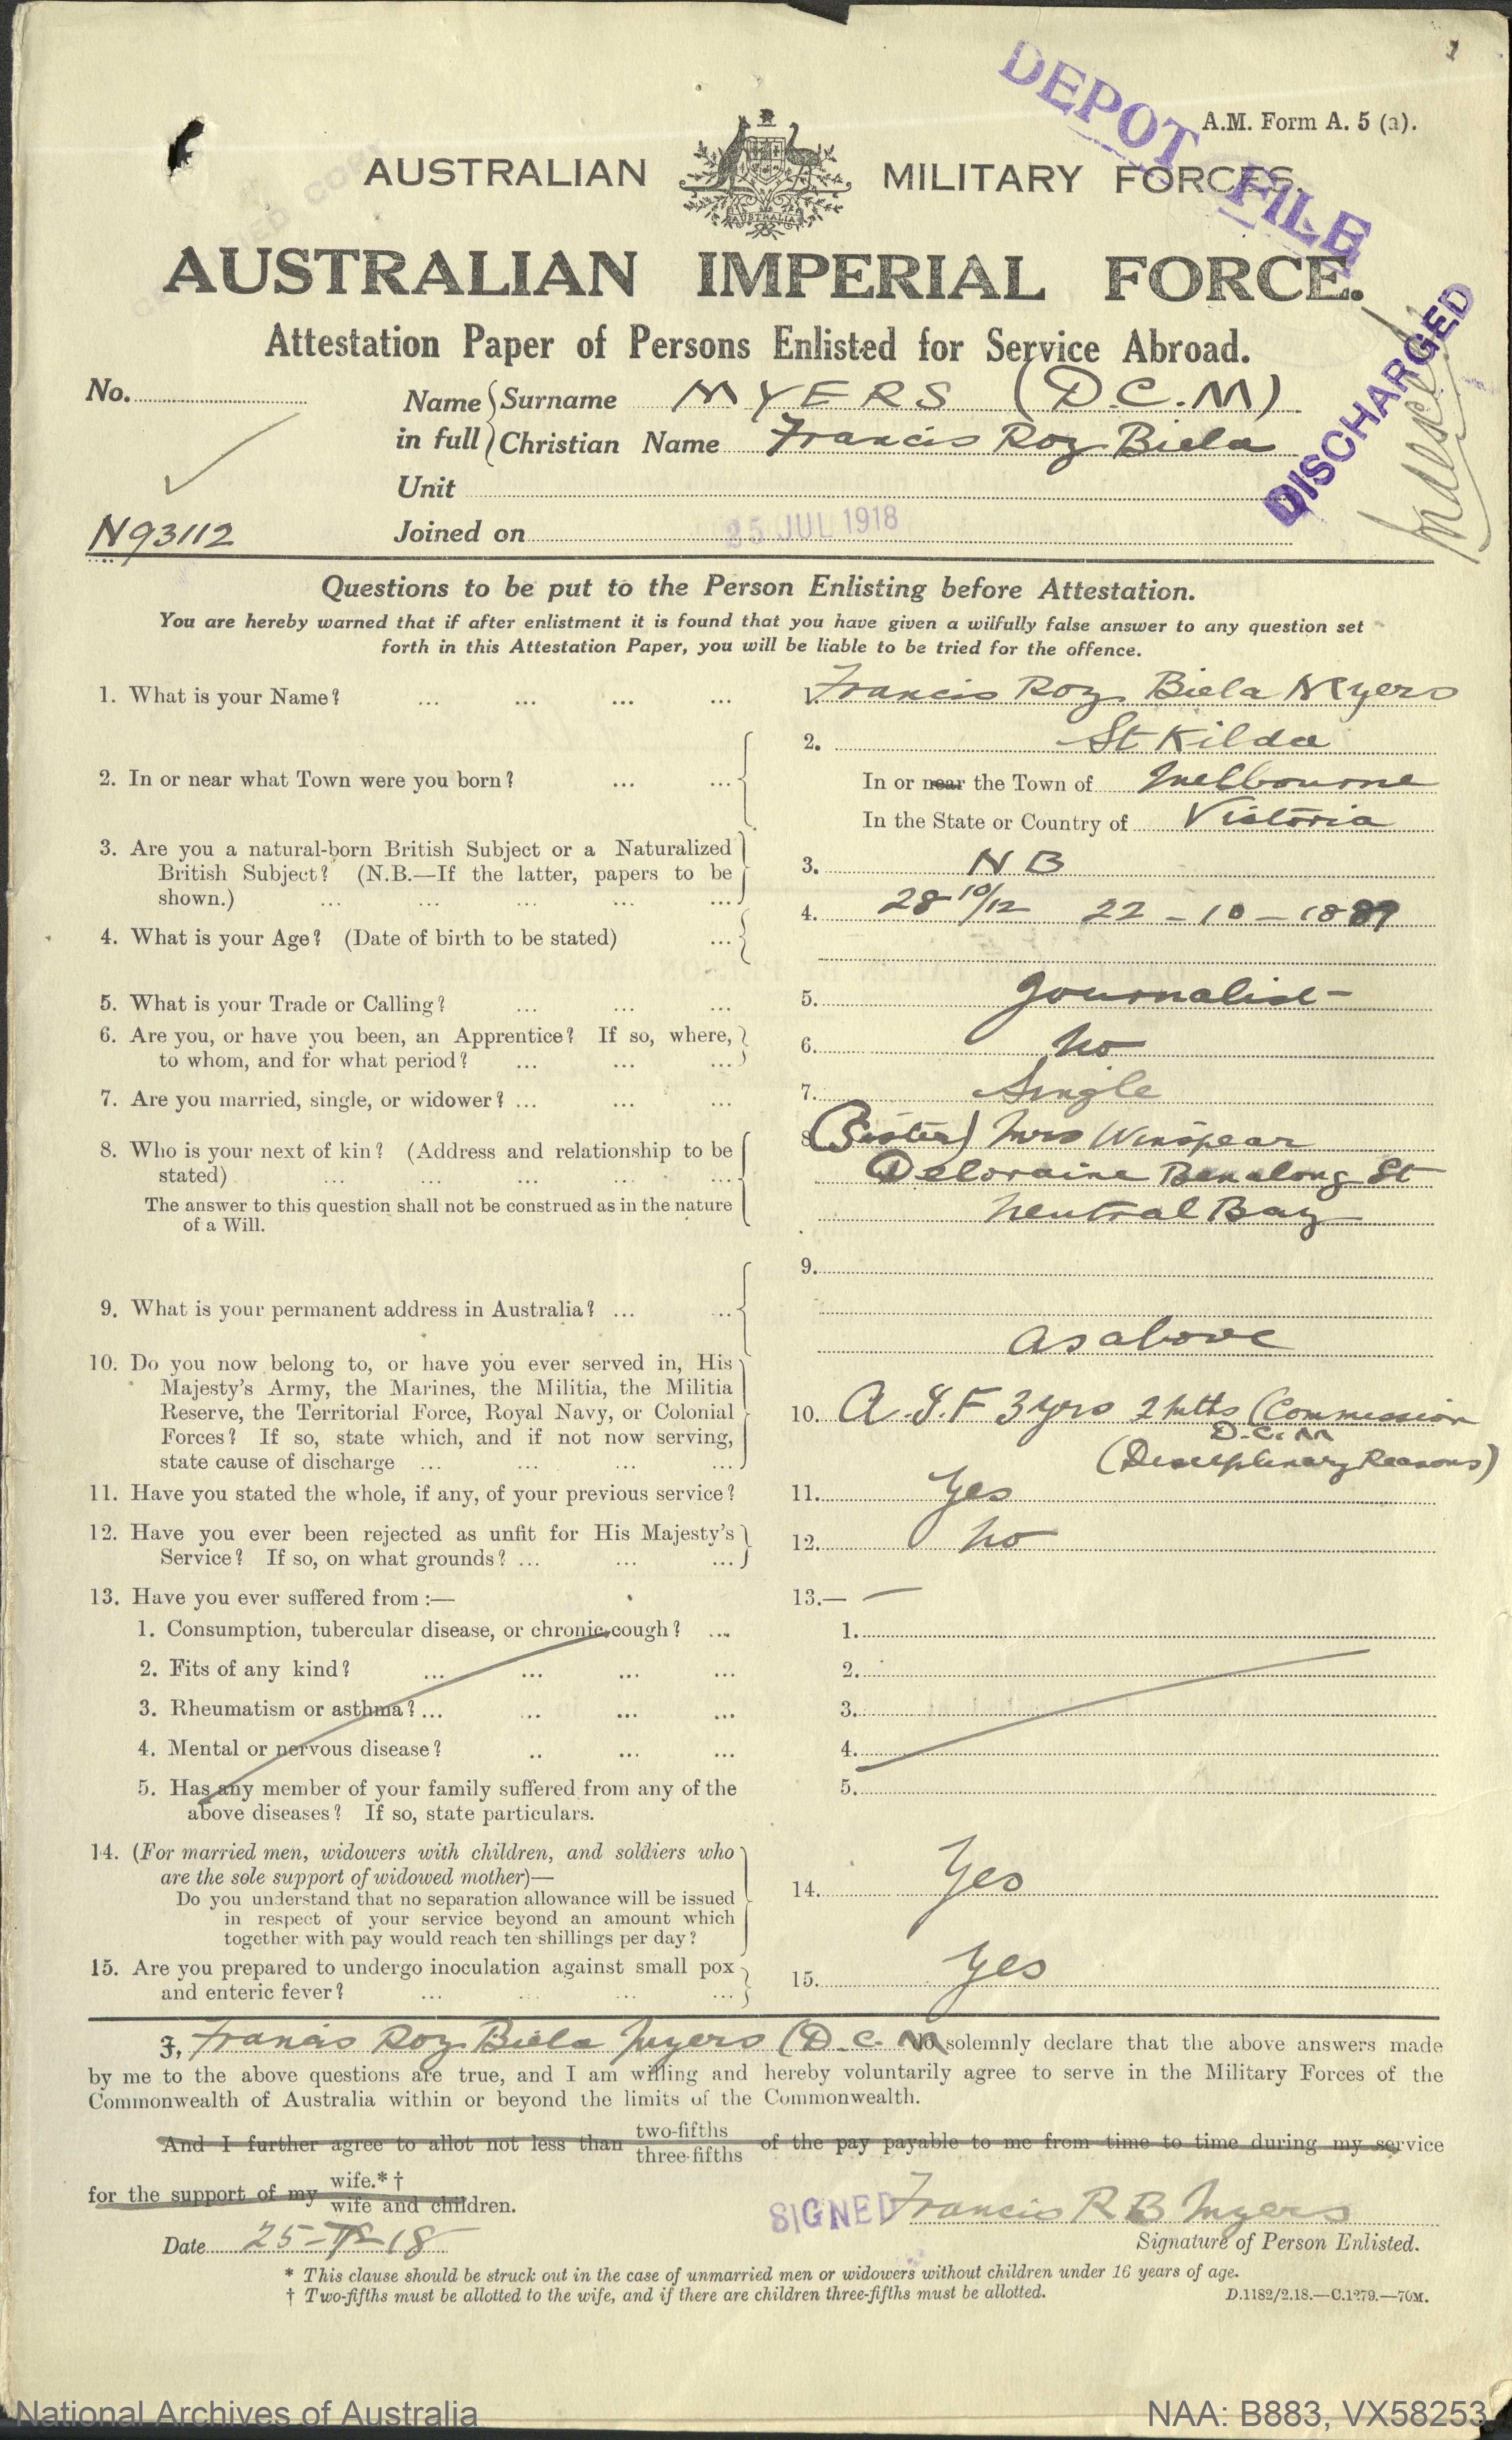 DEPOT FILE
A.M. Form A. 5 (a).
AUSTRALIAN MILITARY FORCES.
AUSTRALIA
AUSTRALIAN IMPERIAL FORCE.
Attestation Paper of Persons Enlisted for Service Abroad.
DISCHARGED
No.
Name in full
Surname MYERS (D.C.M)
Christian Name Francis Roy Biela
Unit
N93112
Joined on 25 JUL 1918
Questions to be put to the Person Enlisting before Attestation.
You are hereby warned that if after enlistment it is found that you have given a wilfully false answer to any question set
forth in this Attestation Paper, you will be liable to be tried for the offence.
1. What is your Name? ... ... ... ... 1. Francis Roy Biela Myers
2. St Kilda
2. In or near what Town were you born? ... ... In or near the Town of Melbourne
In the State or Country of Victoria
3. Are you a natural-born British Subject or a Naturalized
British Subject? (N.B.—If the latter, papers to be
shown.) ... ... ... ... ...
3. N B
4. What is your Age? (Date of birth to be stated) ...
4. 28 10/12 22 - 10 - 1889
5. What is your Trade or Calling? ... ... ... 5. Journalist
6. Are you, or have you been, an Apprentice? If so, where,
to whom, and for what period? ... ... ...
6. No
7. Are you married, single, or widower? ... ... ... 7. Single
8. Who is your next of kin? (Address and relationship to be
stated) ... ... ... ... ...
The answer to this question shall not be construed as in the nature
of a Will.
8. (Sister) Mrs Winspear
Deloraine Benalong St
Neutral Bay
9.
9. What is your permanent address in Australia? ... ...
as above
10. Do you now belong to, or have you ever served in, His
Majesty's Army, the Marines, the Militia, the Militia
Reserve, the Territorial Force, Royal Navy, or Colonial
Forces? If so, state which, and if not now serving,
state cause of discharge ... ... ... ...
10. A.I.F 3 yrs 2 mths (Commission
D.C.M
(Disciplinary Reasons)
11. Have you stated the whole, if any, of your previous service? 11. Yes
12. Have you ever been rejected as unfit for His Majesty's
Service? If so, on what grounds? ... ... ...
12. No
13. Have you ever suffered from :— 13.— —
1. Consumption, tubercular disease, or chronic cough? ... 1.
2. Fits of any kind? ... ... ... ... 2.
3. Rheumatism or asthma? ... ... ... ... 3.
4. Mental or nervous disease? ... ... ... 4.
5. Has any member of your family suffered from any of the 5.
above diseases? If so, state particulars.
14. (For married men, widowers with children, and soldiers who
are the sole support of widowed mother)—
Do you understand that no separation allowance will be issued
in respect of your service beyond an amount which
together with pay would reach ten shillings per day?
14. Yes
15. Are you prepared to undergo inoculation against small pox
and enteric fever? ... ... ... ...
15. Yes
I, Francis Roy Biela Myers (D.C.M do solemnly declare that the above answers made
by me to the above questions are true, and I am willing and hereby voluntarily agree to serve in the Military Forces of the
Commonwealth of Australia within or beyond the limits of the Commonwealth.
And I further agree to allot not less than two-fifths three-fifths of the pay payable to me from time to time during my service
for the support of my wife.* † wife and children.
SIGNED Francis R B Myers
Signature of Person Enlisted.
Date 25-7-18
* This clause should be struck out in the case of unmarried men or widowers without children under 16 years of age.
† Two-fifths must be allotted to the wife, and if there are children three-fifths must be allotted.
D.1182/2.18.—C.1279.—70M.
National Archives of Australia
NAA: B883, VX58253